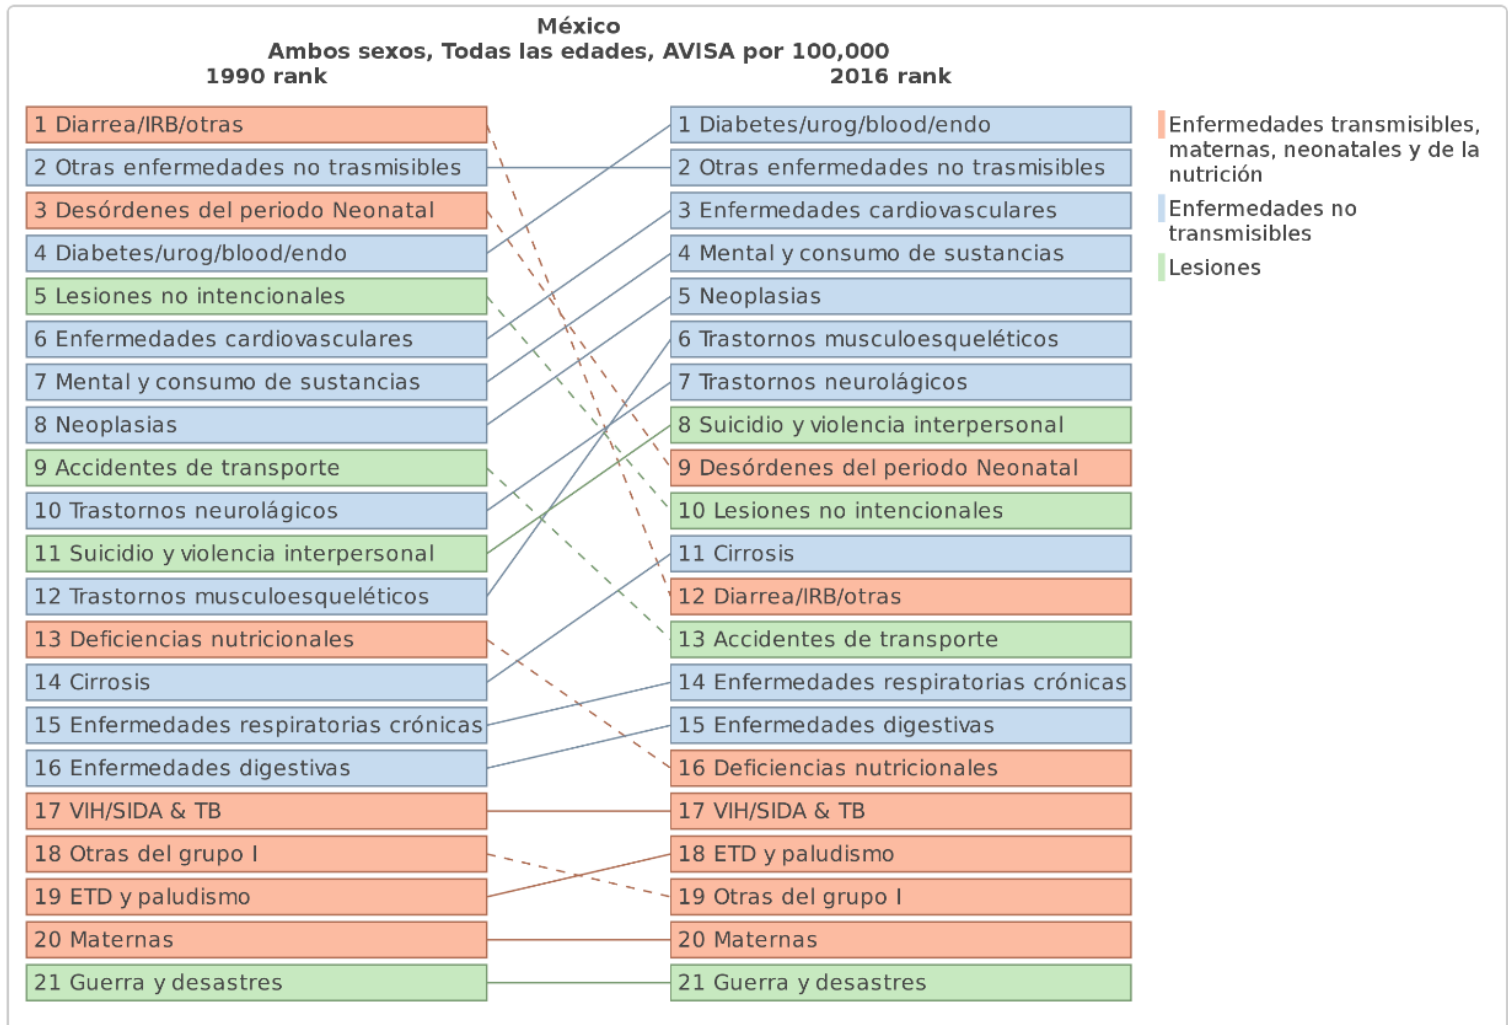 México
Ambos sexos, Todas las edades, AVISA por 100,000
1990 rank
2016 rank
1 Diarrea/IRB/otras
2 Otras enfermedades no trasmisibles
3 Desórdenes del periodo Neonatal
4 Diabetes/urog/blood/endo
5 Lesiones no intencionales
6 Enfermedades cardiovasculares
7 Mental y consumo de sustancias
8 Neoplasias
9 Accidentes de transporte
10 Trastornos neurolágicos
11 Suicidio y violencia interpersonal
12 Trastornos musculoesqueléticos
13 Deficiencias nutricionales
14 Cirrosis
15 Enfermedades respiratorias crónicas
16 Enfermedades digestivas
17 VIH/SIDA & TB
18 Otras del grupo I
19 ETD y paludismo
20 Maternas
21 Guerra y desastres
1 Diabetes/urog/blood/endo
2 Otras enfermedades no trasmisibles
3 Enfermedades cardiovasculares
4 Mental y consumo de sustancias
5 Neoplasias
6 Trastornos musculoesqueléticos
7 Trastornos neurolágicos
8 Suicidio y violencia interpersonal
9 Desórdenes del periodo Neonatal
10 Lesiones no intencionales
11 Cirrosis
12 Diarrea/IRB/otras
13 Accidentes de transporte
14 Enfermedades respiratorias crónicas
15 Enfermedades digestivas
16 Deficiencias nutricionales
17 VIH/SIDA & TB
18 ETD y paludismo
19 Otras del grupo I
20 Maternas
21 Guerra y desastres
Enfermedades transmisibles,
maternas, neonatales y de la
nutrición
Enfermedades no
transmisibles
Lesiones